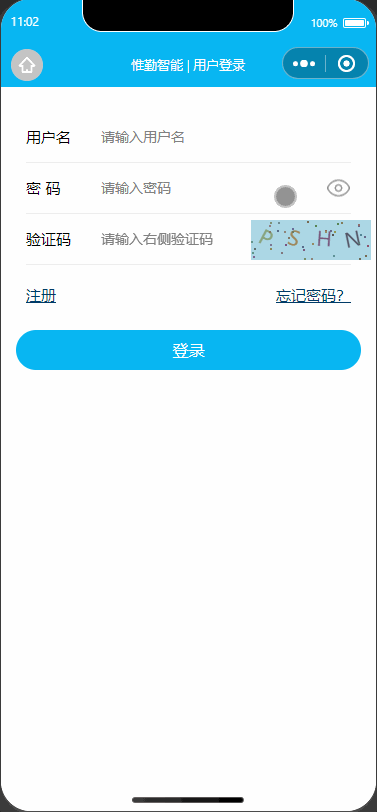 11:02
100%
惟勤智能 | 用户登录
用户名 请输入用户名
密 码 请输入密码
验证码 请输入右侧验证码 P S H N
注册 忘记密码？
登录